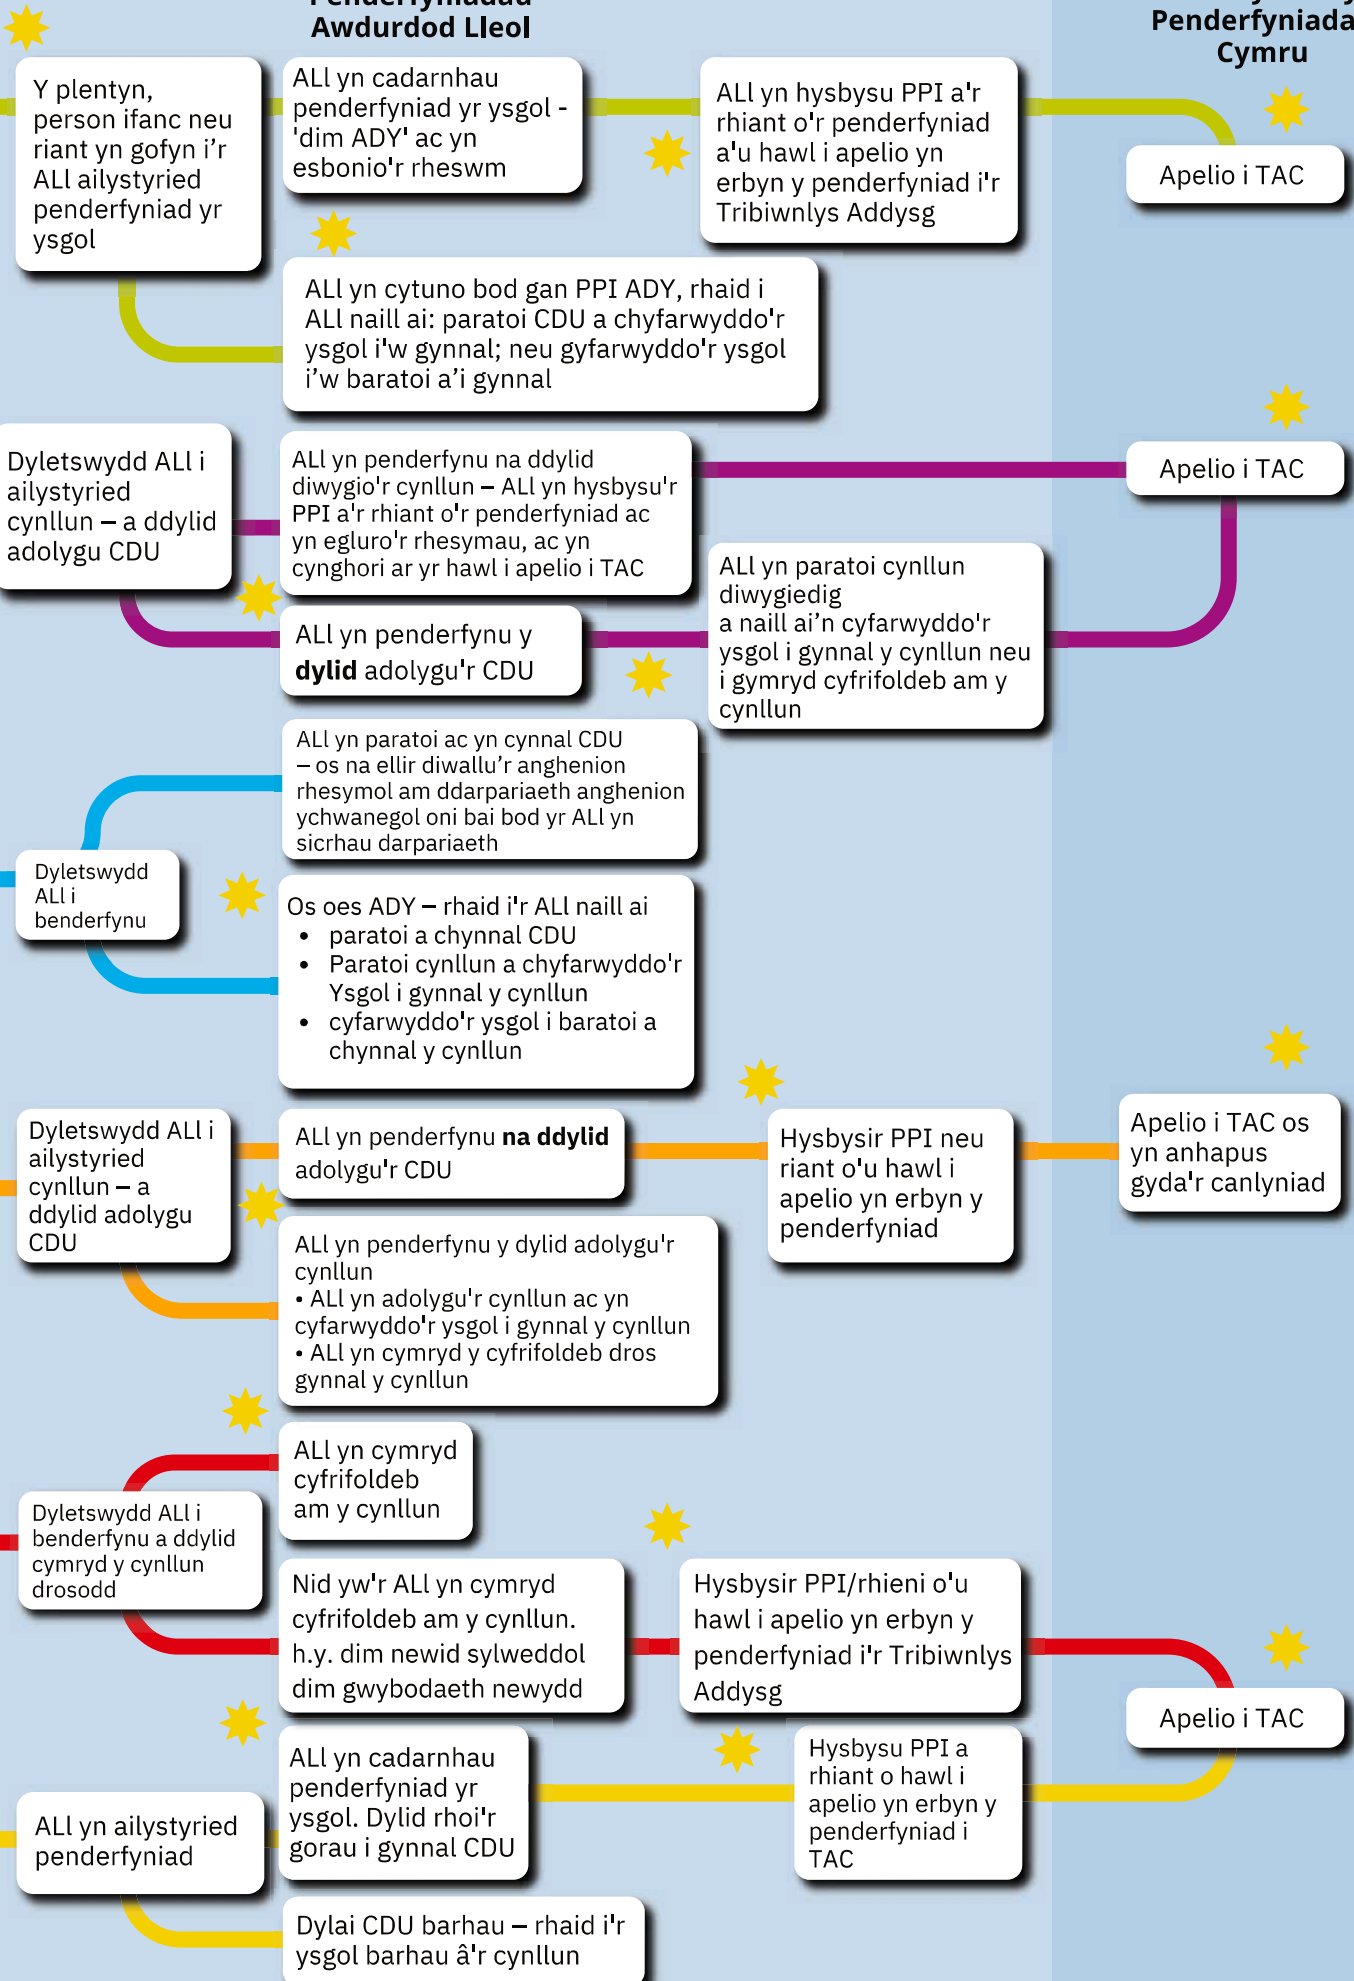 Penderfyniadau
Awdurdod Lleol
Cymru
Y plentyn,
person ifanc neu
riant yn gofyn i'r
ALl ailystyried
penderfyniad yr
ysgol
ALl yn cadarnhau
penderfyniad yr ysgol -
'dim ADY' ac yn
esbonio'r rheswm
ALl yn hysbysu PPI a'r
rhiant o'r penderfyniad
a'u hawl i apelio yn
erbyn y penderfyniad i'r
Tribiwnlys Addysg
Apelio i TAC
ALl yn cytuno bod gan PPI ADY, rhaid i
ALl naill ai: paratoi CDU a chyfarwyddo'r
ysgol i'w gynnal; neu gyfarwyddo'r ysgol
i’w baratoi a’i gynnal
Dyletswydd ALl i
ailystyried
cynllun – a ddylid
adolygu CDU
ALl yn penderfynu na ddylid
diwygio'r cynllun – ALl yn hysbysu'r
PPI a'r rhiant o'r penderfyniad ac
yn egluro'r rhesymau, ac yn
cynghori ar yr hawl i apelio i TAC
Apelio i TAC
ALl yn penderfynu y
dylid adolygu'r CDU
ALl yn paratoi cynllun
diwygiedig
a naill ai’n cyfarwyddo'r
ysgol i gynnal y cynllun neu
i gymryd cyfrifoldeb am y
cynllun
Dyletswydd
ALl i
benderfynu
ALl yn paratoi ac yn cynnal CDU
– os na ellir diwallu’r anghenion
rhesymol am ddarpariaeth anghenion
ychwanegol oni bai bod yr ALl yn
sicrhau darpariaeth
Os oes ADY – rhaid i'r ALl naill ai
• paratoi a chynnal CDU
• Paratoi cynllun a chyfarwyddo'r
Ysgol i gynnal y cynllun
• cyfarwyddo'r ysgol i baratoi a
chynnal y cynllun
Dyletswydd ALl i
ailystyried
cynllun – a
ddylid adolygu
CDU
ALl yn penderfynu na ddylid
adolygu'r CDU
Hysbysir PPI neu
riant o'u hawl i
apelio yn erbyn y
penderfyniad
Apelio i TAC os
yn anhapus
gyda'r canlyniad
ALl yn penderfynu y dylid adolygu'r
cynllun
• ALl yn adolygu'r cynllun ac yn
cyfarwyddo'r ysgol i gynnal y cynllun
• ALl yn cymryd y cyfrifoldeb dros
gynnal y cynllun
Dyletswydd ALl i
benderfynu a ddylid
cymryd y cynllun
drosodd
ALl yn cymryd
cyfrifoldeb
am y cynllun
Nid yw'r ALl yn cymryd
cyfrifoldeb am y cynllun.
h.y. dim newid sylweddol
dim gwybodaeth newydd
Hysbysir PPI/rhieni o'u
hawl i apelio yn erbyn y
penderfyniad i'r Tribiwnlys
Addysg
Apelio i TAC
ALl yn ailystyried
penderfyniad
ALl yn cadarnhau
penderfyniad yr
ysgol. Dylid rhoi'r
gorau i gynnal CDU
Hysbysu PPI a
rhiant o hawl i
apelio yn erbyn y
penderfyniad i
TAC
Dylai CDU barhau – rhaid i'r
ysgol barhau â'r cynllun